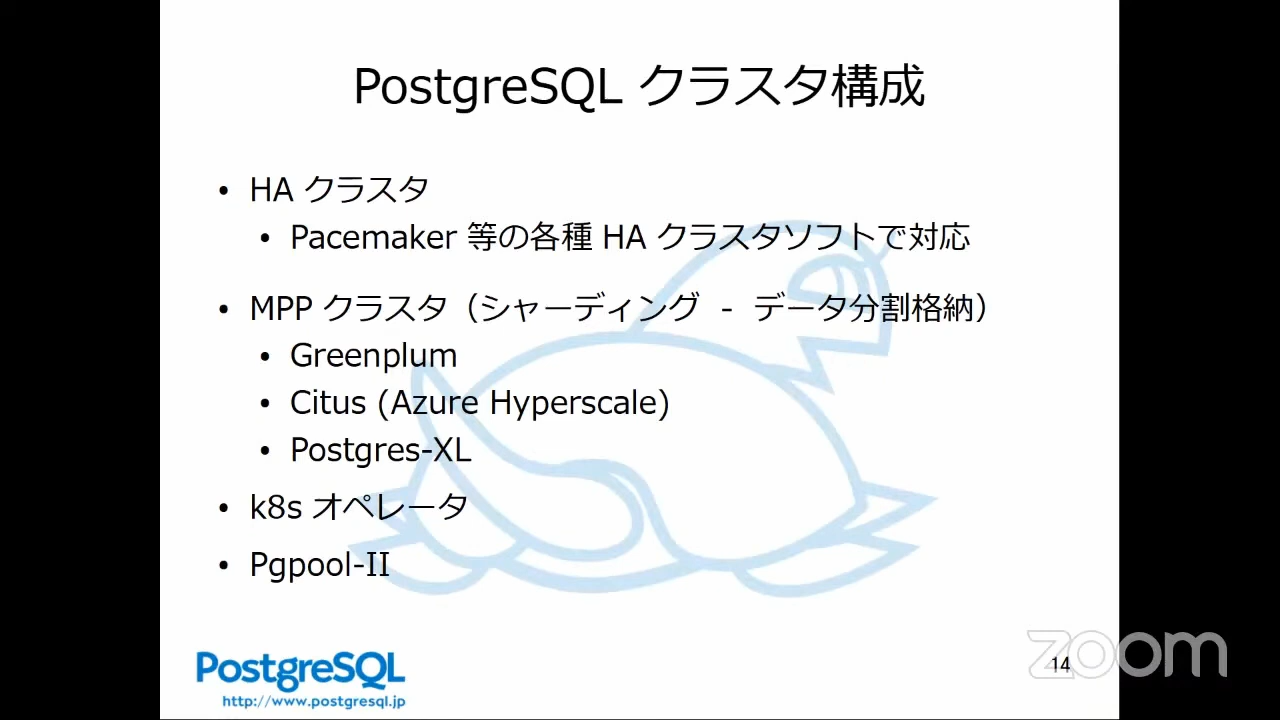 PostgreSQL クラスタ構成
• HA クラスタ
• Pacemaker 等の各種 HA クラスタソフトで対応
• MPP クラスタ（シャーディング - データ分割格納）
• Greenplum
• Citus (Azure Hyperscale)
• Postgres-XL
• k8s オペレータ
• Pgpool-II
PostgreSQL
http://www.postgresql.jp
14
zoom